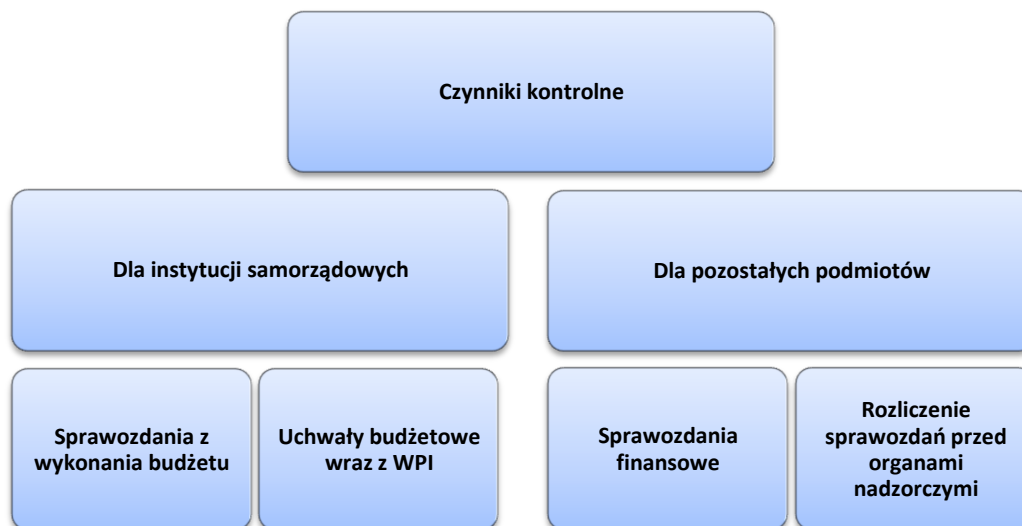 Czynniki kontrolne
Dla instytucji samorządowych
Dla pozostałych podmiotów
Sprawozdania z
wykonania budżetu
Uchwały budżetowe
wraz z WPI
Sprawozdania
finansowe
Rozliczenie
sprawozdań przed
organami
nadzorczymi